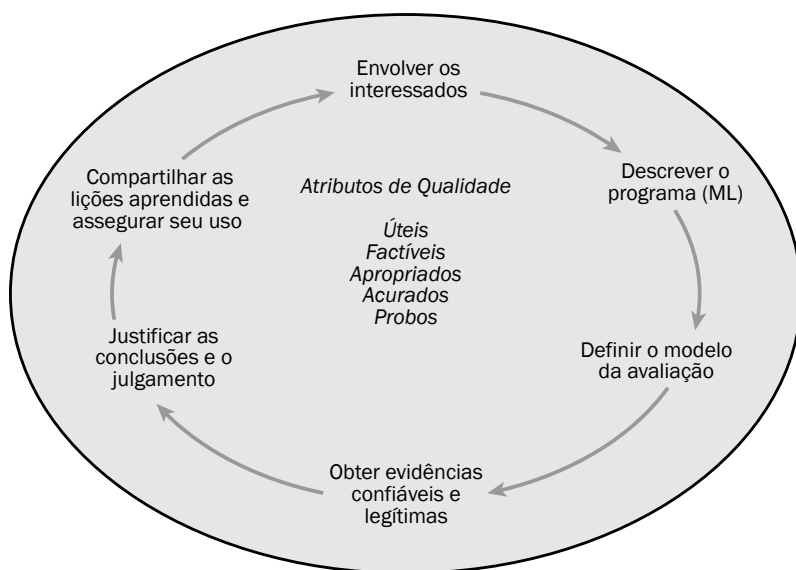 Envolver os
interessados
Descrever o
programa (ML)
Definir o modelo
da avaliação
Obter evidências
confiáveis e
legítimas
Justificar as
conclusões e o
julgamento
Compartilhar as
lições aprendidas e
assegurar seu uso
Atributos de Qualidade
Úteis
Factíveis
Apropriados
Acurados
Probos